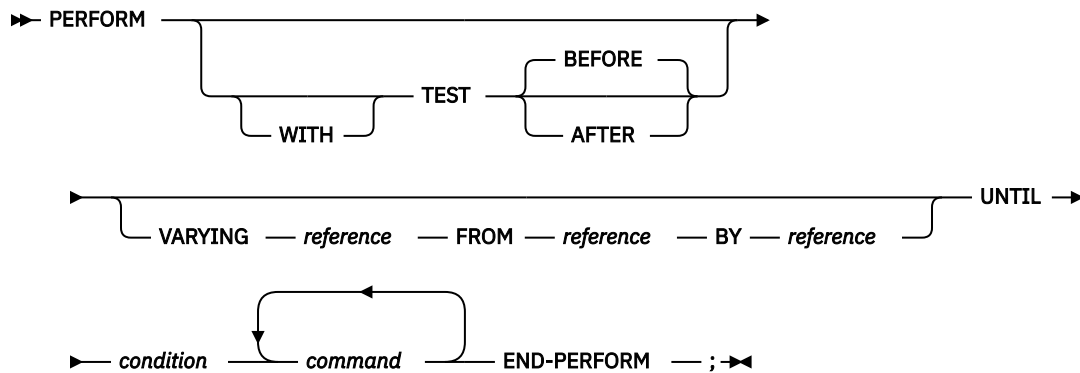 PERFORM
BEFORE
TEST
WITH
AFTER
UNTIL
VARYING reference FROM reference BY reference
condition command END-PERFORM ;